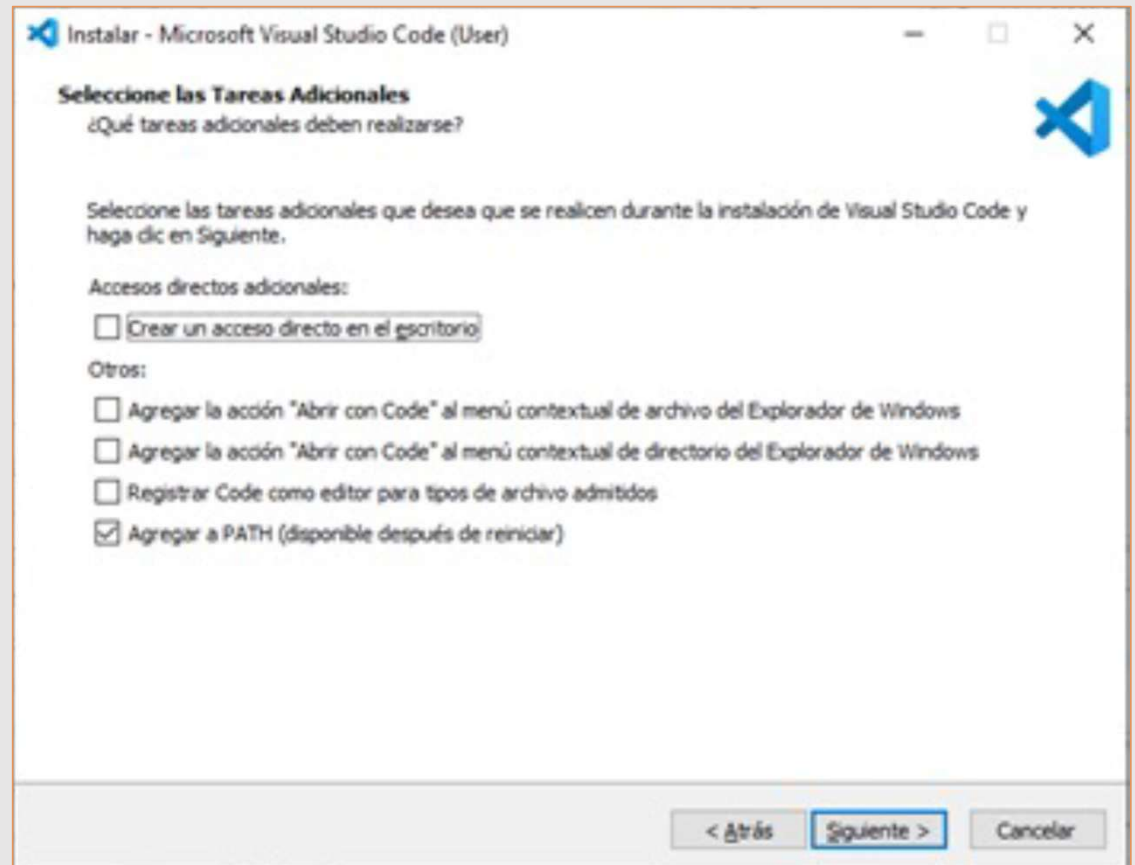 Instalar - Microsoft Visual Studio Code (User)
Seleccione las Tareas Adicionales
¿Qué tareas adicionales deben realizarse?
Seleccione las tareas adicionales que desea que se realicen durante la instalación de Visual Studio Code y
haga clic en Siguiente.
Accesos directos adicionales:
Crear un acceso directo en el escritorio
Otros:
Agregar la acción "Abrir con Code" al menú contextual de archivo del Explorador de Windows
Agregar la acción "Abrir con Code" al menú contextual de directorio del Explorador de Windows
Registrar Code como editor para tipos de archivo admitidos
Agregar a PATH (disponible después de reiniciar)
< Atrás Siguiente > Cancelar